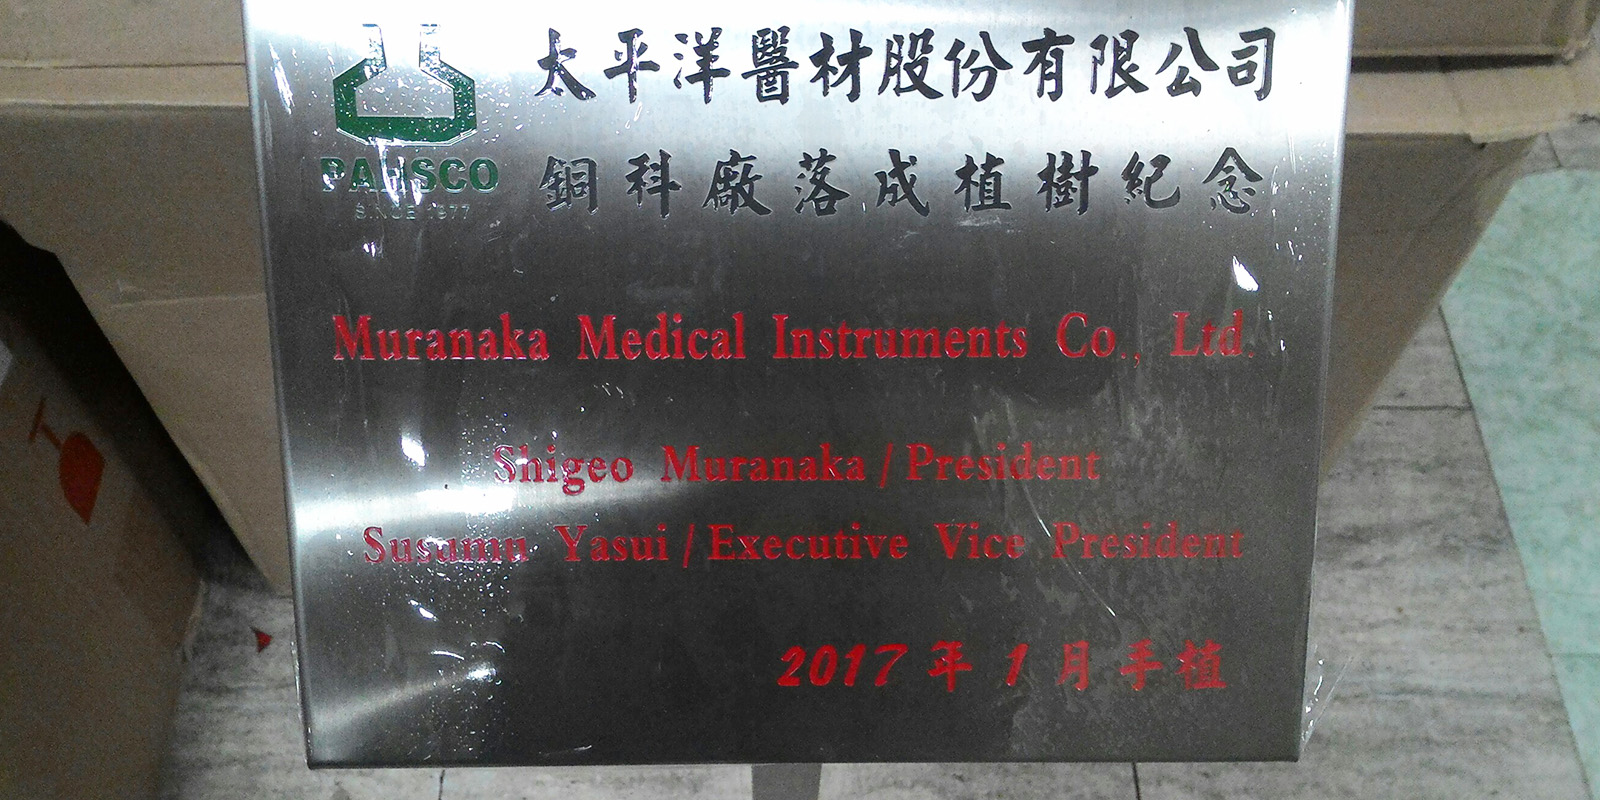 太平洋醫材股份有限公司
PAHSCO
SINCE 1977
銅科廠落成植樹紀念
Muranaka Medical Instruments Co., Ltd.
Shigeo Muranaka / President
Susumu Yasui / Executive Vice President
2017年1月手植